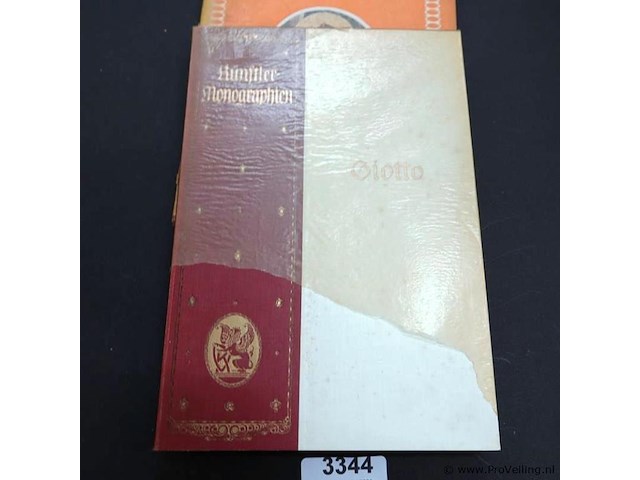 Künstler-
Monographien
Giotto
3344
© www.ProVeiling.nl